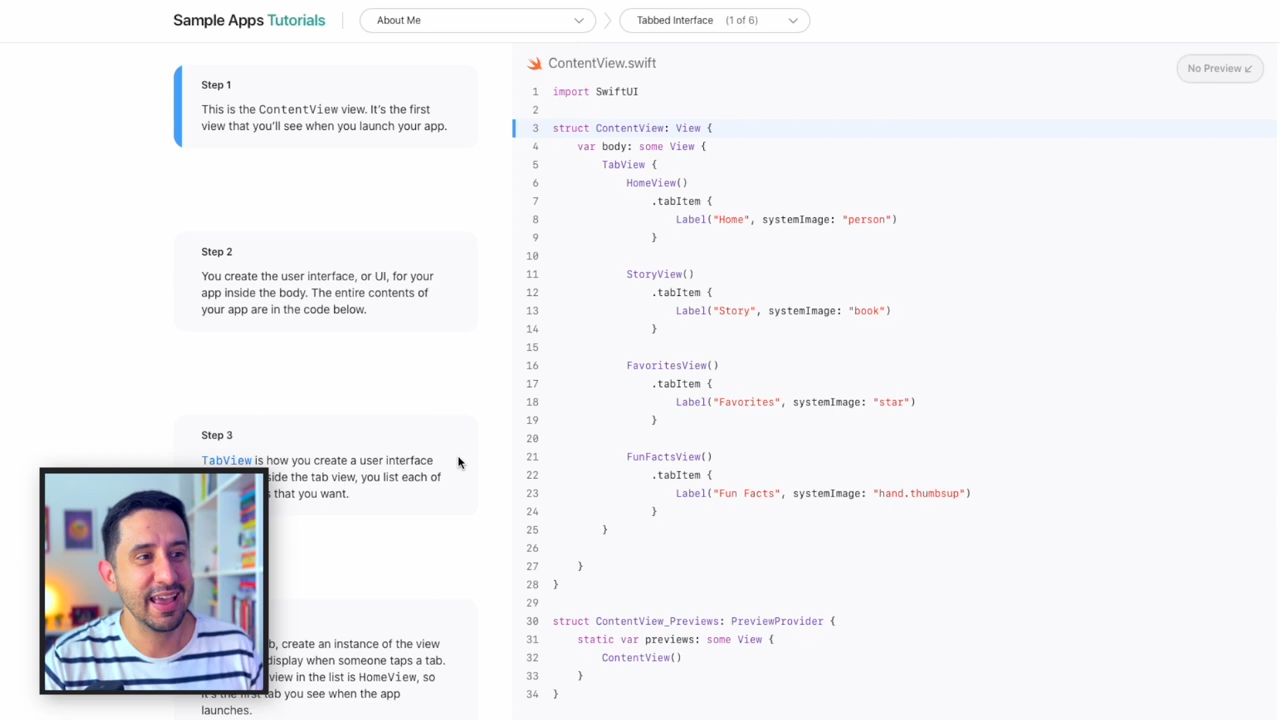 Sample Apps Tutorials
About Me
Tabbed Interface (1 of 6)
Step 1
This is the ContentView view. It's the first
view that you'll see when you launch your app.
Step 2
You create the user interface, or UI, for your
app inside the body. The entire contents of
your app are in the code below.
Step 3
TabView is how you create a user interface
side the tab view, you list each of
s that you want.
b, create an instance of the view
display when someone taps a tab.
view in the list is HomeView, so
it's the first tab you see when the app
launches.
ContentView.swift
No Preview
1 import SwiftUI
2
3 struct ContentView: View {
4 var body: some View {
5 TabView {
6 HomeView()
7 .tabItem {
8 Label("Home", systemImage: "person")
9 }
10
11 StoryView()
12 .tabItem {
13 Label("Story", systemImage: "book")
14 }
15
16 FavoritesView()
17 .tabItem {
18 Label("Favorites", systemImage: "star")
19 }
20
21 FunFactsView()
22 .tabItem {
23 Label("Fun Facts", systemImage: "hand.thumbsup")
24 }
25 }
26
27 }
28 }
29
30 struct ContentView_Previews: PreviewProvider {
31 static var previews: some View {
32 ContentView()
33 }
34 }